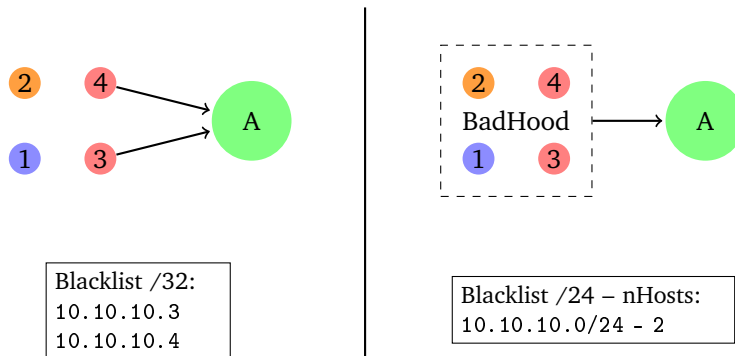 2
4
A
1
3
Blacklist /32:
10.10.10.3
10.10.10.4
2
4
BadHood
A
1
3
Blacklist /24 – nHosts:
10.10.10.0/24 - 2